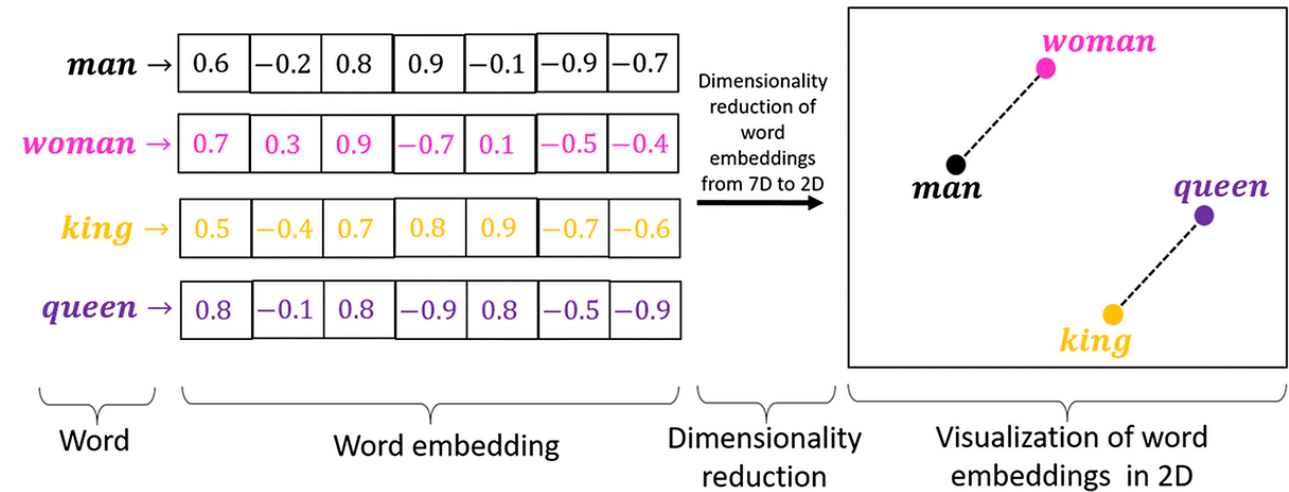 man → 0.6 −0.2 0.8 0.9 −0.1 −0.9 −0.7
woman → 0.7 0.3 0.9 −0.7 0.1 −0.5 −0.4
king → 0.5 −0.4 0.7 0.8 0.9 −0.7 −0.6
queen → 0.8 −0.1 0.8 −0.9 0.8 −0.5 −0.9
Dimensionality
reduction of
word
embeddings
from 7D to 2D
woman
man
queen
king
Word
Word embedding
Dimensionality
reduction
Visualization of word
embeddings in 2D